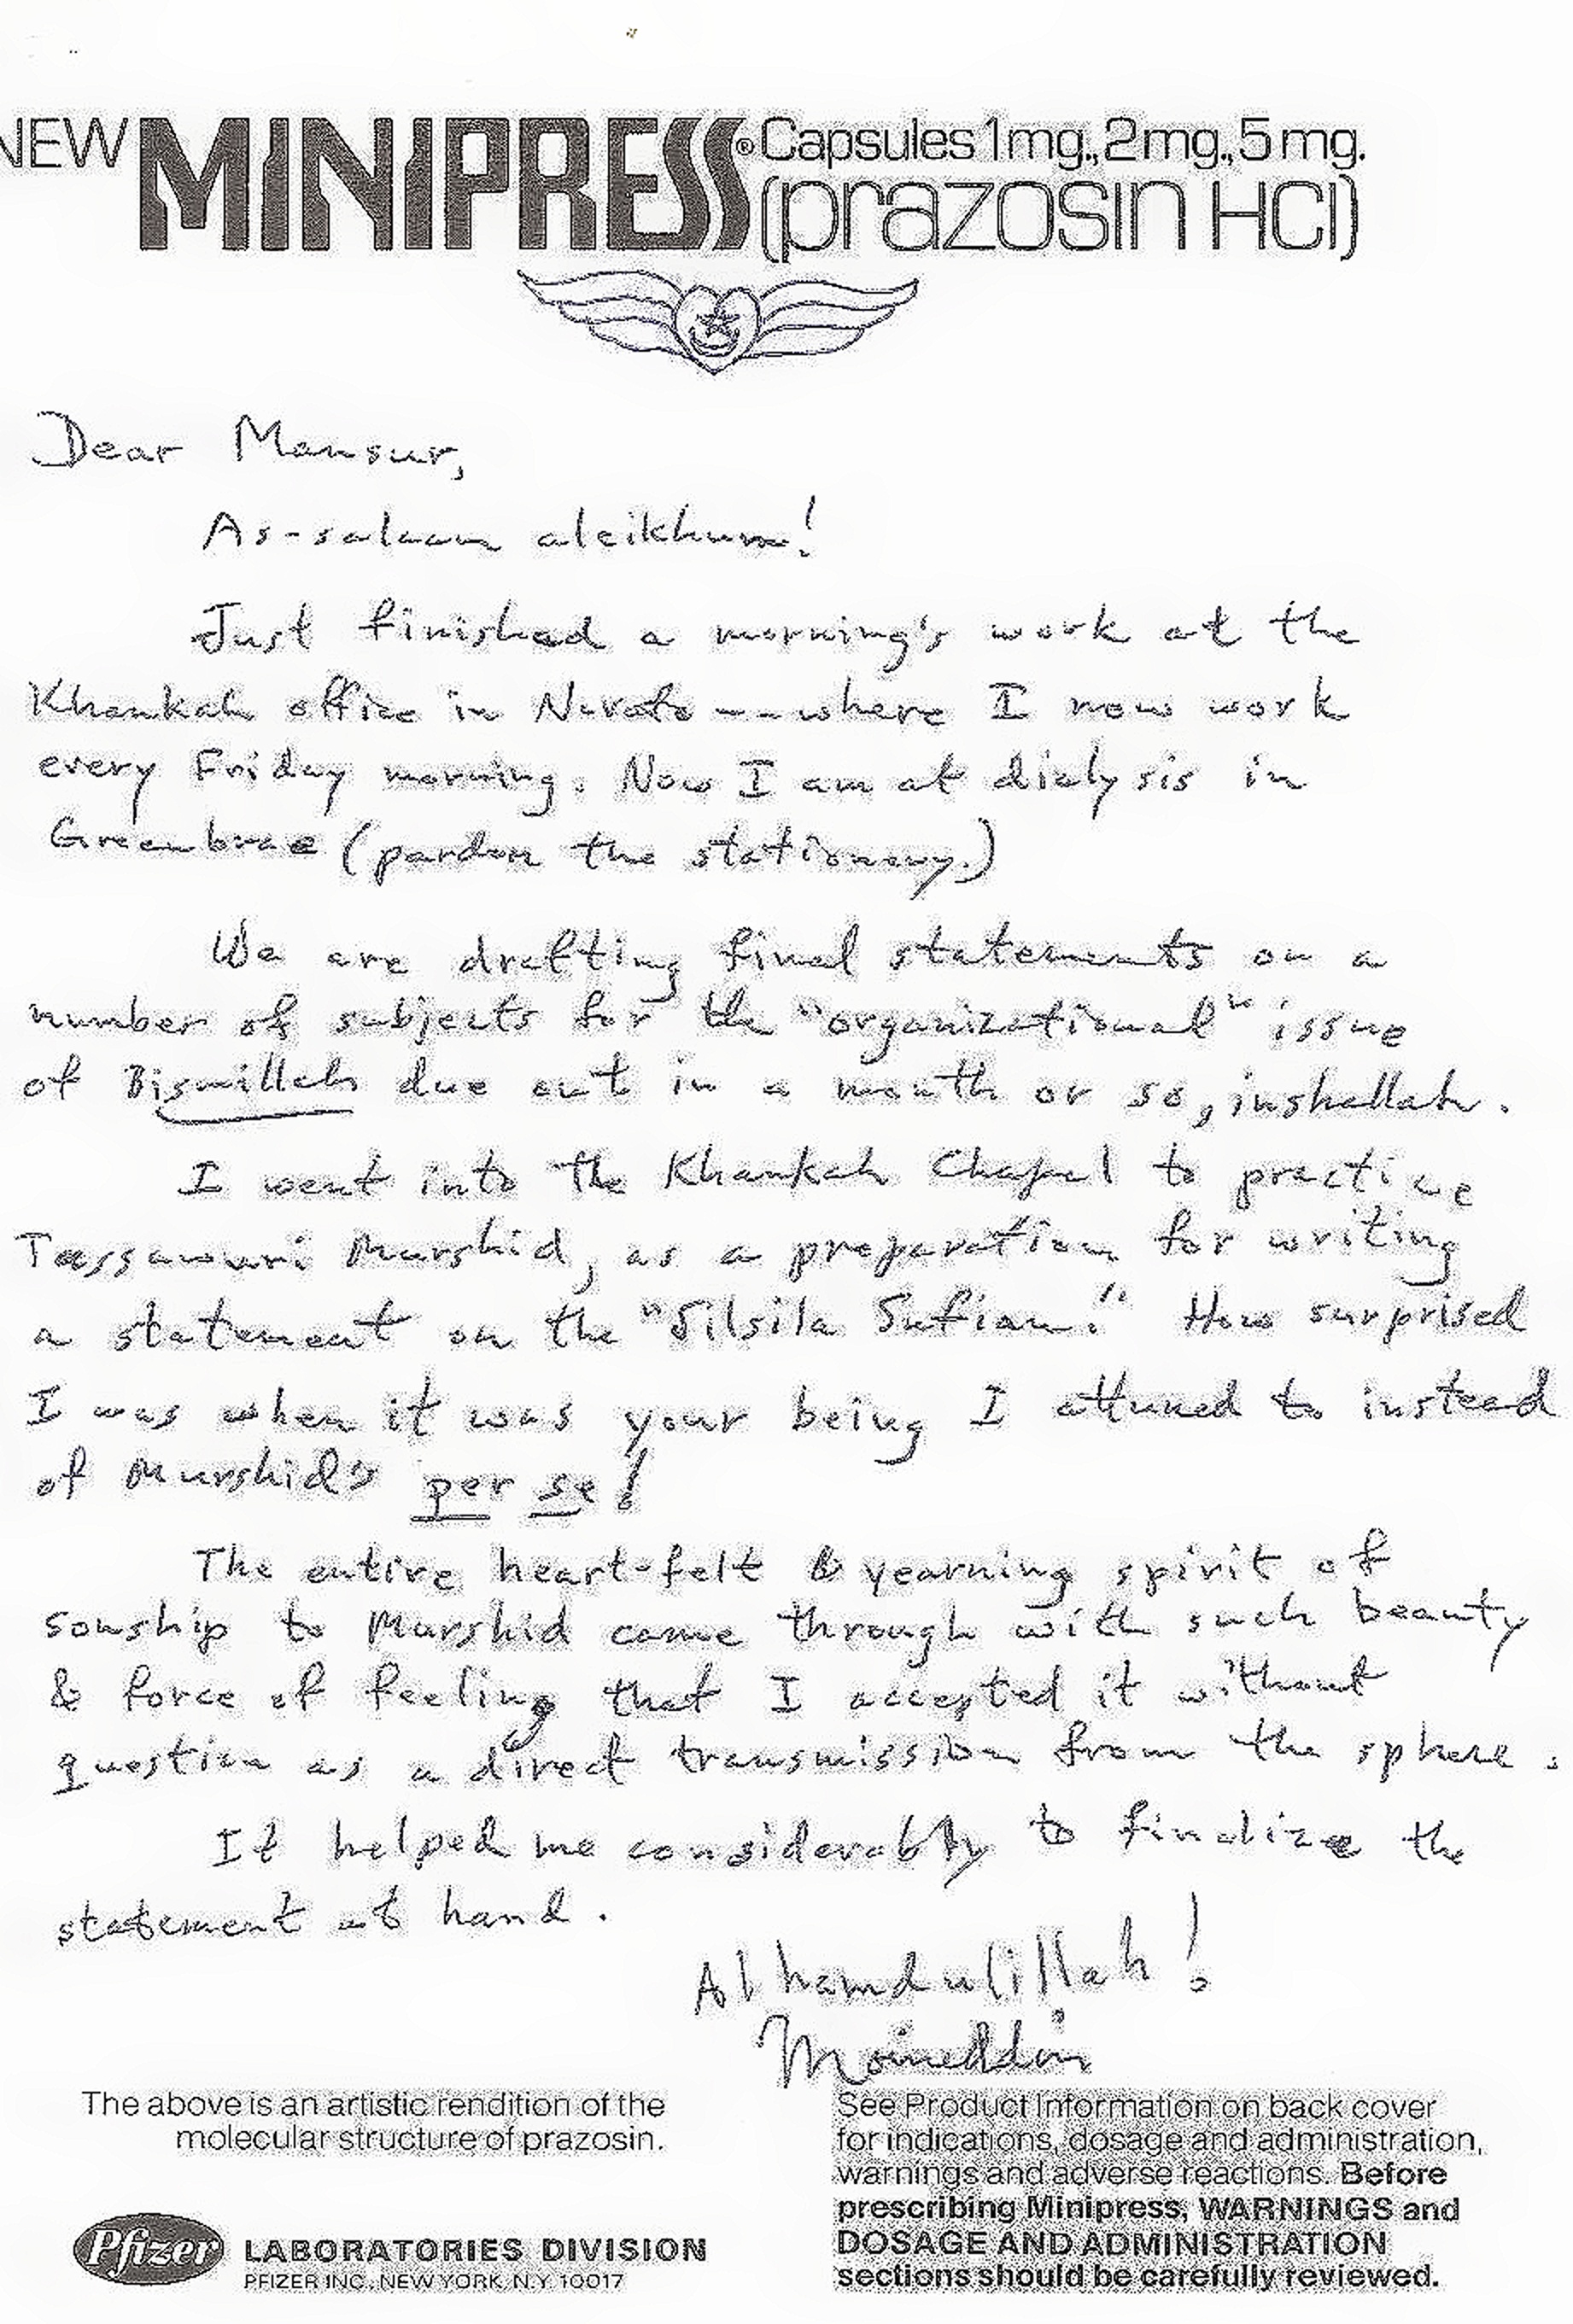 NEW MINIPRESS® Capsules 1mg., 2mg., 5mg.
(prazosin HCl)
Dear Mansur,
As-salaam aleikhum!
Just finished a morning's work at the
Khankah office in Novato -- where I now work
every Friday morning. Now I am at dialysis in
Greenbrae (pardon the stationary.)
We are drafting final statements on a
number of subjects for the "organizational" issue
of Bismillah due out in a month or so, inshallah.
I went into the Khankah Chapel to practice
Tassawuri Murshid, as a preparation for writing
a statement on the "Silsila Sufian." How surprised
I was when it was your being I attuned to instead
of Murshid's per se!
The entire heart-felt & yearning spirit of
sonship to Murshid came through with such beauty
& force of feeling that I accepted it without
question as a direct transmission from the sphere.
It helped me considerably to finalize the
statement at hand.
Alhamdulillah!
Moineddin
The above is an artistic rendition of the
molecular structure of prazosin.
See Product Information on back cover
for indications, dosage and administration,
warnings and adverse reactions. Before
prescribing Minipress, WARNINGS and
DOSAGE AND ADMINISTRATION
sections should be carefully reviewed.
Pfizer LABORATORIES DIVISION
PFIZER INC., NEW YORK, N.Y. 10017